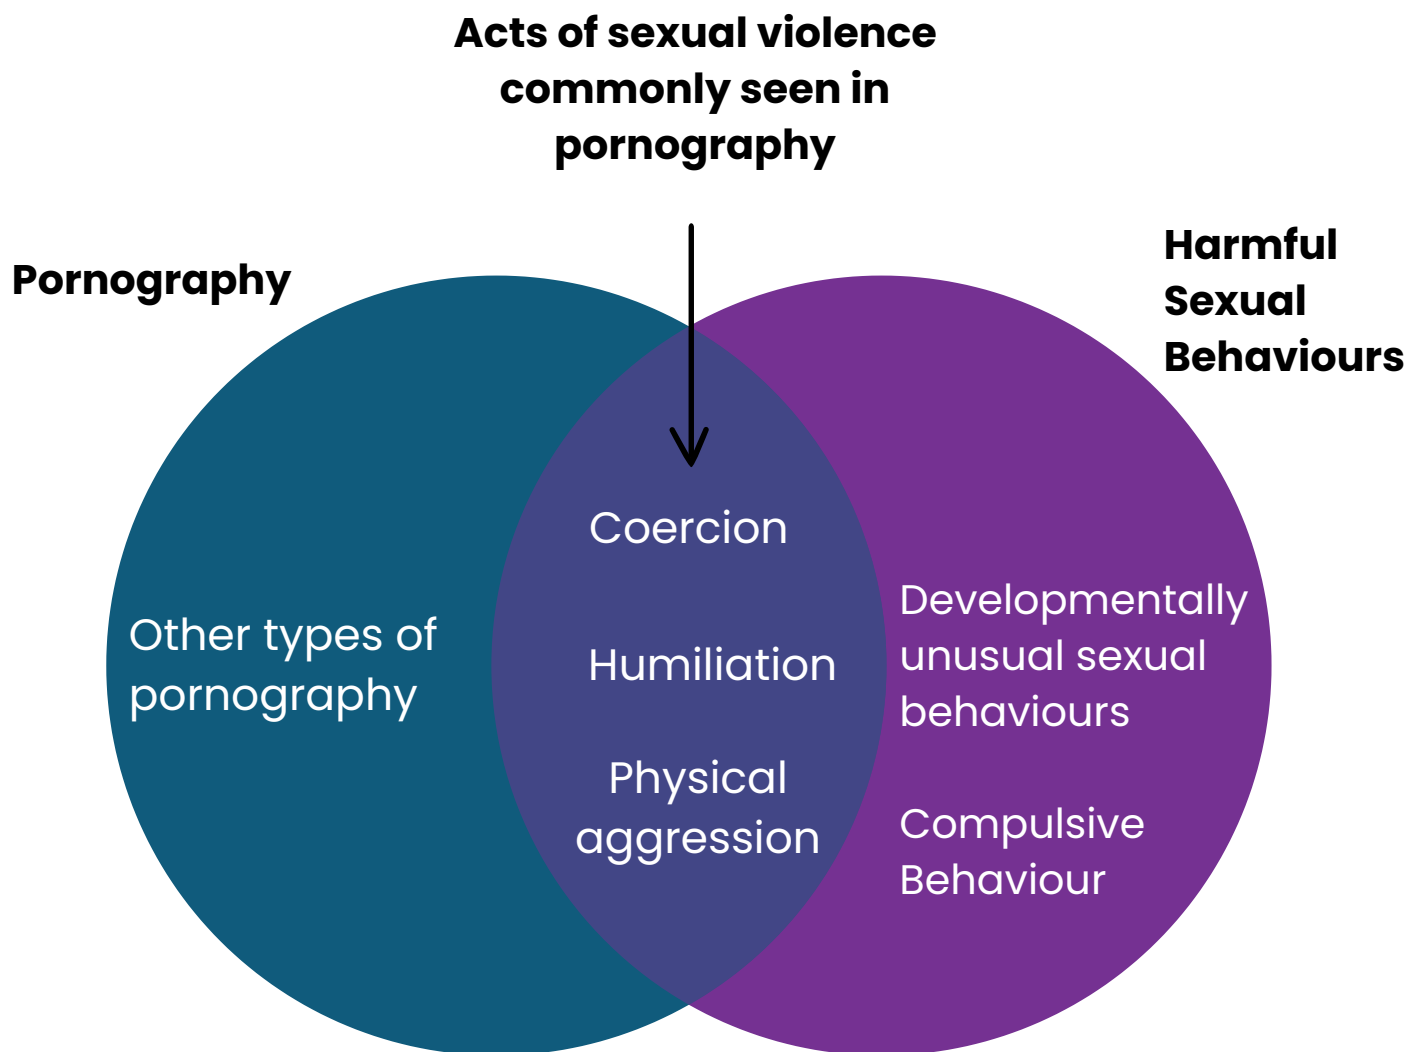 Acts of sexual violence
commonly seen in
pornography
Pornography
Harmful
Sexual
Behaviours
Other types of
pornography
Coercion
Humiliation
Physical
aggression
Developmentally
unusual sexual
behaviours
Compulsive
Behaviour